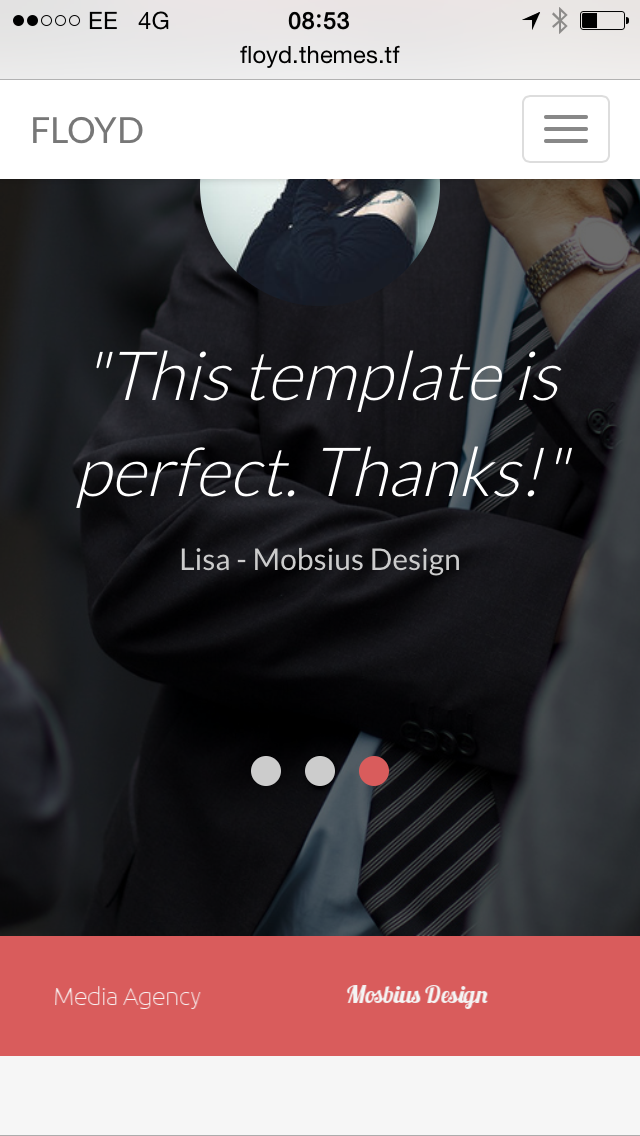 EE 4G 08:53
floyd.themes.tf
FLOYD
"This template is
perfect. Thanks!"
Lisa - Mobsius Design
Media Agency Mosbius Design